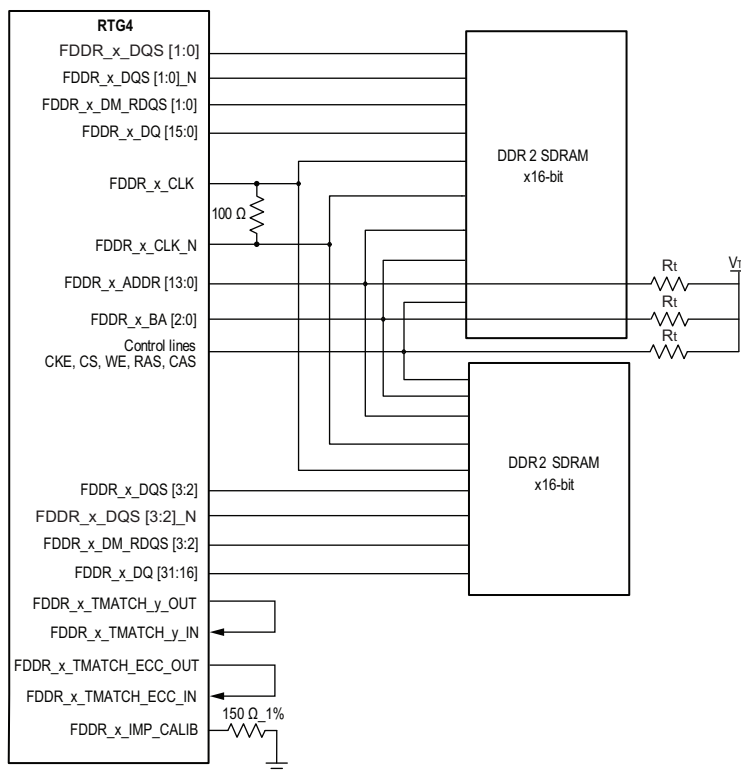 RTG4
FDDR_x_DQS [1:0]
FDDR_x_DQS [1:0]_N
FDDR_x_DM_RDQS [1:0]
FDDR_x_DQ [15:0]
FDDR_x_CLK
100 Ω
FDDR_x_CLK_N
FDDR_x_ADDR [13:0]
FDDR_x_BA [2:0]
Control lines
CKE, CS, WE, RAS, CAS
DDR 2 SDRAM
x16-bit
Rt
Rt
Rt
DDR2 SDRAM
x16-bit
FDDR_x_DQS [3:2]
FDDR_x_DQS [3:2]_N
FDDR_x_DM_RDQS [3:2]
FDDR_x_DQ [31:16]
FDDR_x_TMATCH_y_OUT
FDDR_x_TMATCH_y_IN
FDDR_x_TMATCH_ECC_OUT
FDDR_x_TMATCH_ECC_IN
FDDR_x_IMP_CALIB
150 Ω_1%